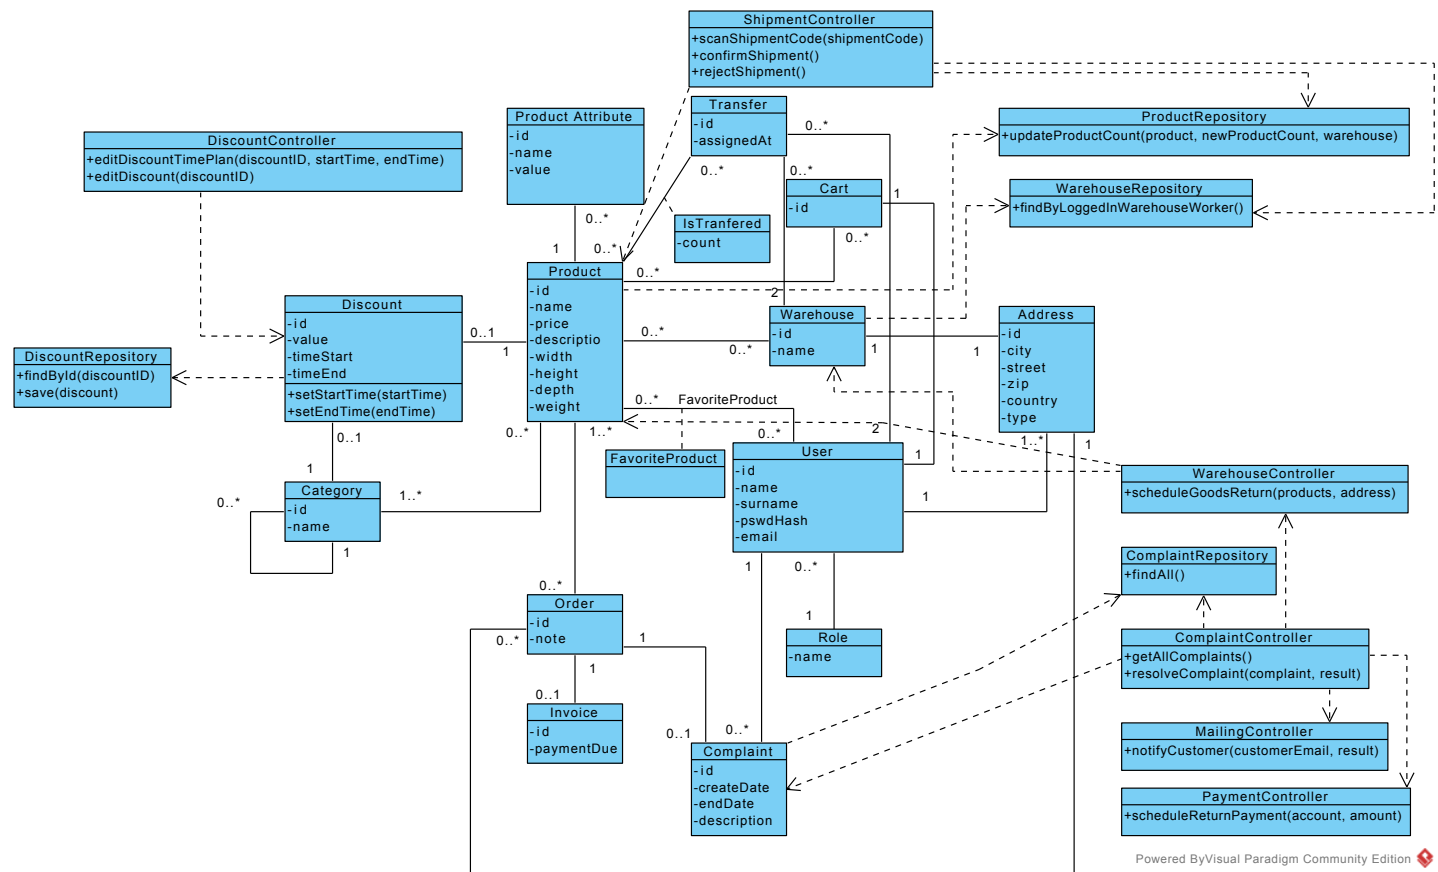 ShipmentController
+scanShipmentCode(shipmentCode)
+confirmShipment()
+rejectShipment()
Transfer
-id
-assignedAt
0..*
0..*
0..*
Product Attribute
-id
-name
-value
0..*
1
ProductRepository
+updateProductCount(product, newProductCount, warehouse)
DiscountController
+editDiscountTimePlan(discountID, startTime, endTime)
+editDiscount(discountID)
Cart
-id
1
0..*
WarehouseRepository
+findByLoggedInWarehouseWorker()
IsTranfered
-count
0..*
Product
-id
-name
-price
-descriptio
-width
-height
-depth
-weight
0..*
2
Discount
-id
-value
-timeStart
-timeEnd
+setStartTime(startTime)
+setEndTime(endTime)
0..1
1
0..*
0..*
Warehouse
-id
-name
1
1
Address
-id
-city
-street
-zip
-country
-type
DiscountRepository
+findById(discountID)
+save(discount)
0..*
FavoriteProduct
0..*
2
1..*
1
0..1
1
0..*
1..*
FavoriteProduct
User
-id
-name
-surname
-pswdHash
-email
1
1
WarehouseController
+scheduleGoodsReturn(products, address)
Category
-id
-name
0..*
1..*
1
1
0..*
ComplaintRepository
+findAll()
0..*
Order
-id
-note
0..*
1
1
1
Role
-name
ComplaintController
+getAllComplaints()
+resolveComplaint(complaint, result)
0..1
Invoice
-id
-paymentDue
0..1
0..*
Complaint
-id
-createDate
-endDate
-description
MailingController
+notifyCustomer(customerEmail, result)
PaymentController
+scheduleReturnPayment(account, amount)
Powered ByVisual Paradigm Community Edition